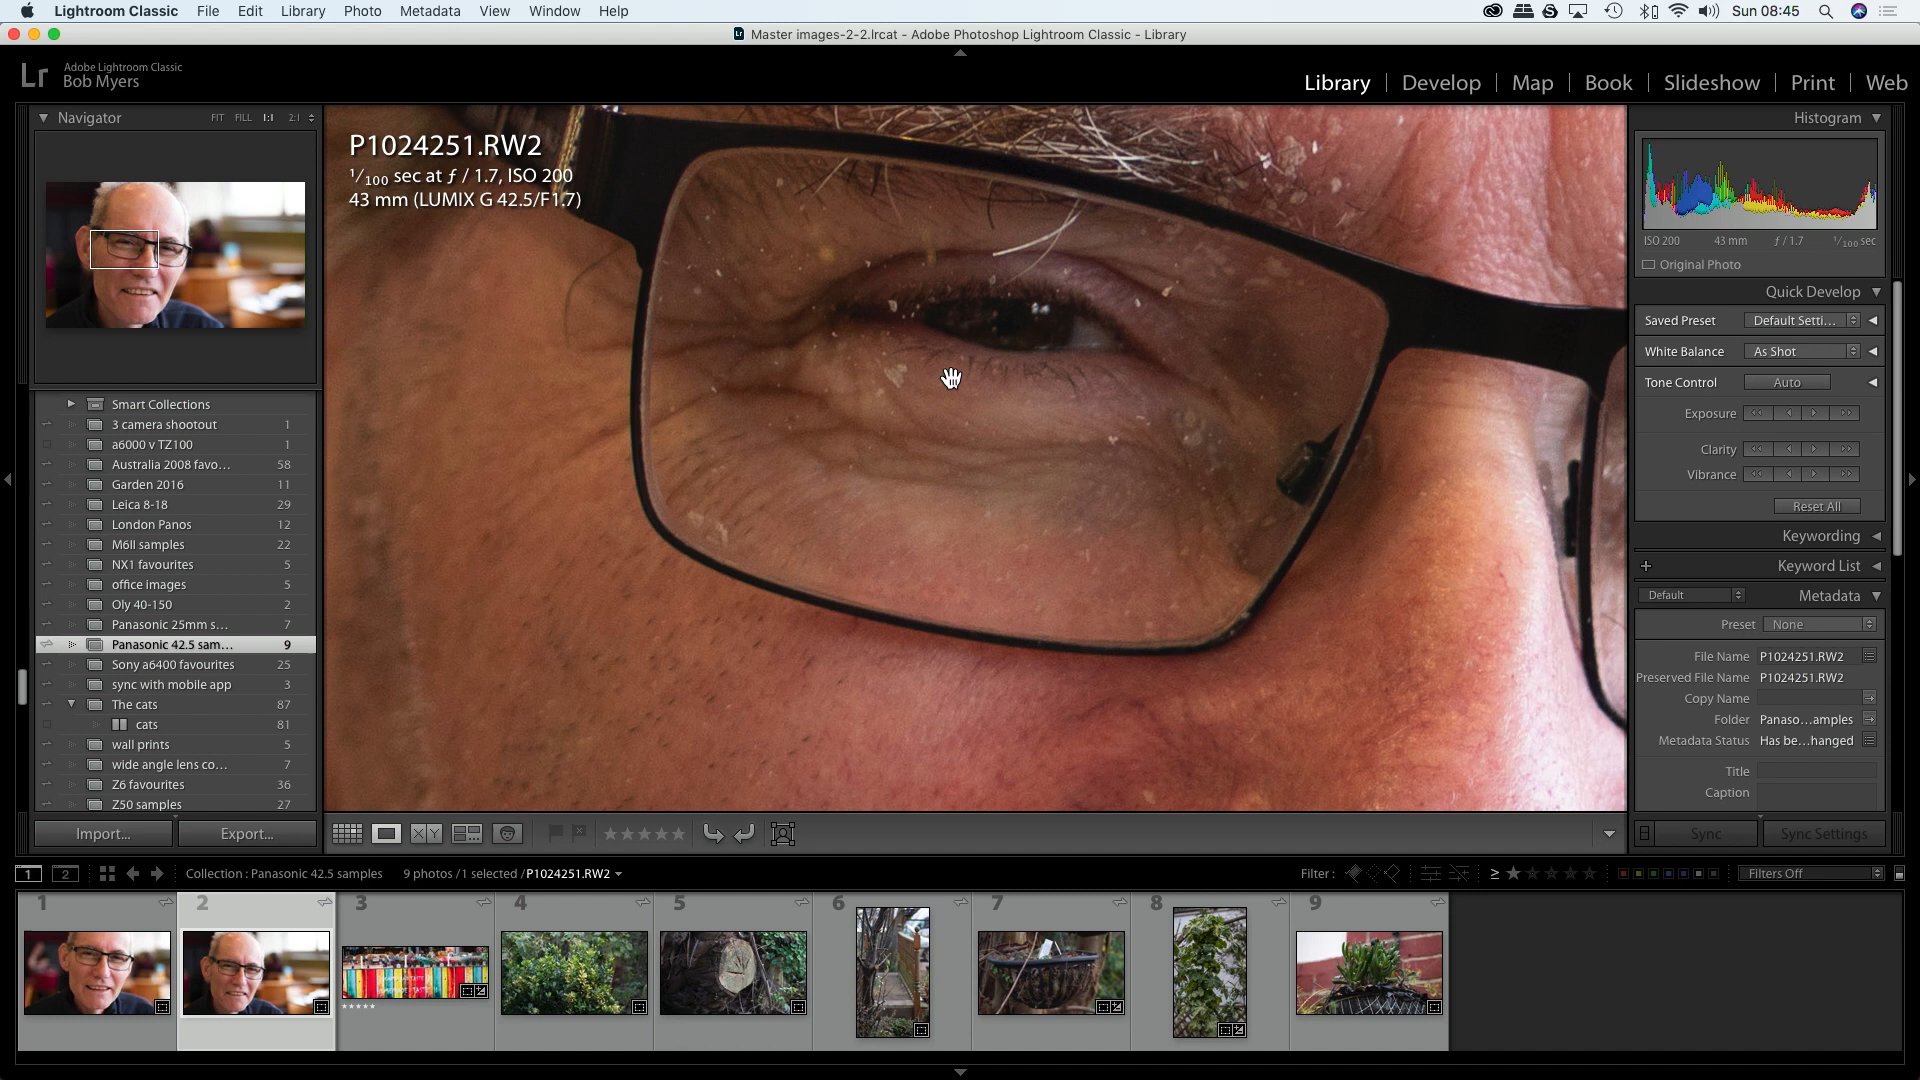 Lightroom Classic File Edit Library Photo Metadata View Window Help Sun 08:45
Master images-2-2.lrcat - Adobe Photoshop Lightroom Classic - Library
Lr Adobe Lightroom Classic
Bob Myers
Library Develop Map Book Slideshow Print Web
Navigator FIT FILL 1:1 2:1
P1024251.RW2
1/100 sec at ƒ / 1.7, ISO 200
43 mm (LUMIX G 42.5/F1.7)
Smart Collections
3 camera shootout 1
a6000 v TZ100 1
Australia 2008 favo... 58
Garden 2016 11
Leica 8-18 29
London Panos 12
M6II samples 22
NX1 favourites 5
office images 5
Oly 40-150 2
Panasonic 25mm s... 7
Panasonic 42.5 sam... 9
Sony a6400 favourites 25
sync with mobile app 3
The cats 87
cats 81
wall prints 5
wide angle lens co... 7
Z6 favourites 36
Z50 samples 27
Import... Export...
Histogram
ISO 200 43 mm ƒ / 1.7 1/100 sec
Original Photo
Quick Develop
Saved Preset Default Setti...
White Balance As Shot
Tone Control Auto
Exposure
Clarity
Vibrance
Reset All
Keywording
Keyword List
Default Metadata
Preset None
File Name P1024251.RW2
Preserved File Name P1024251.RW2
Copy Name
Folder Panaso...amples
Metadata Status Has be...hanged
Title
Caption
Sync Sync Settings
XY
1 2 Collection : Panasonic 42.5 samples 9 photos / 1 selected / P1024251.RW2 Filter : ≥ Filters Off
1 2 3 4 5 6 7 8 9